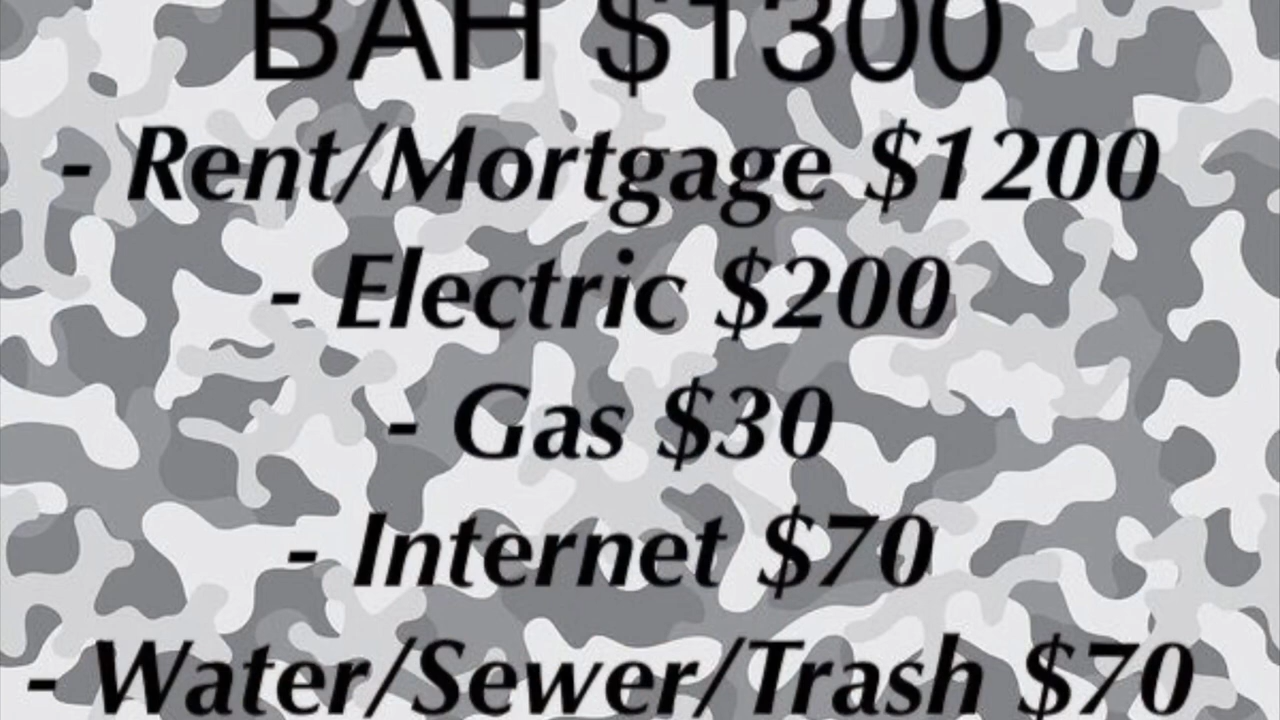 BAH $1300
- Rent/Mortgage $1200
- Electric $200
- Gas $30
- Internet $70
- Water/Sewer/Trash $70